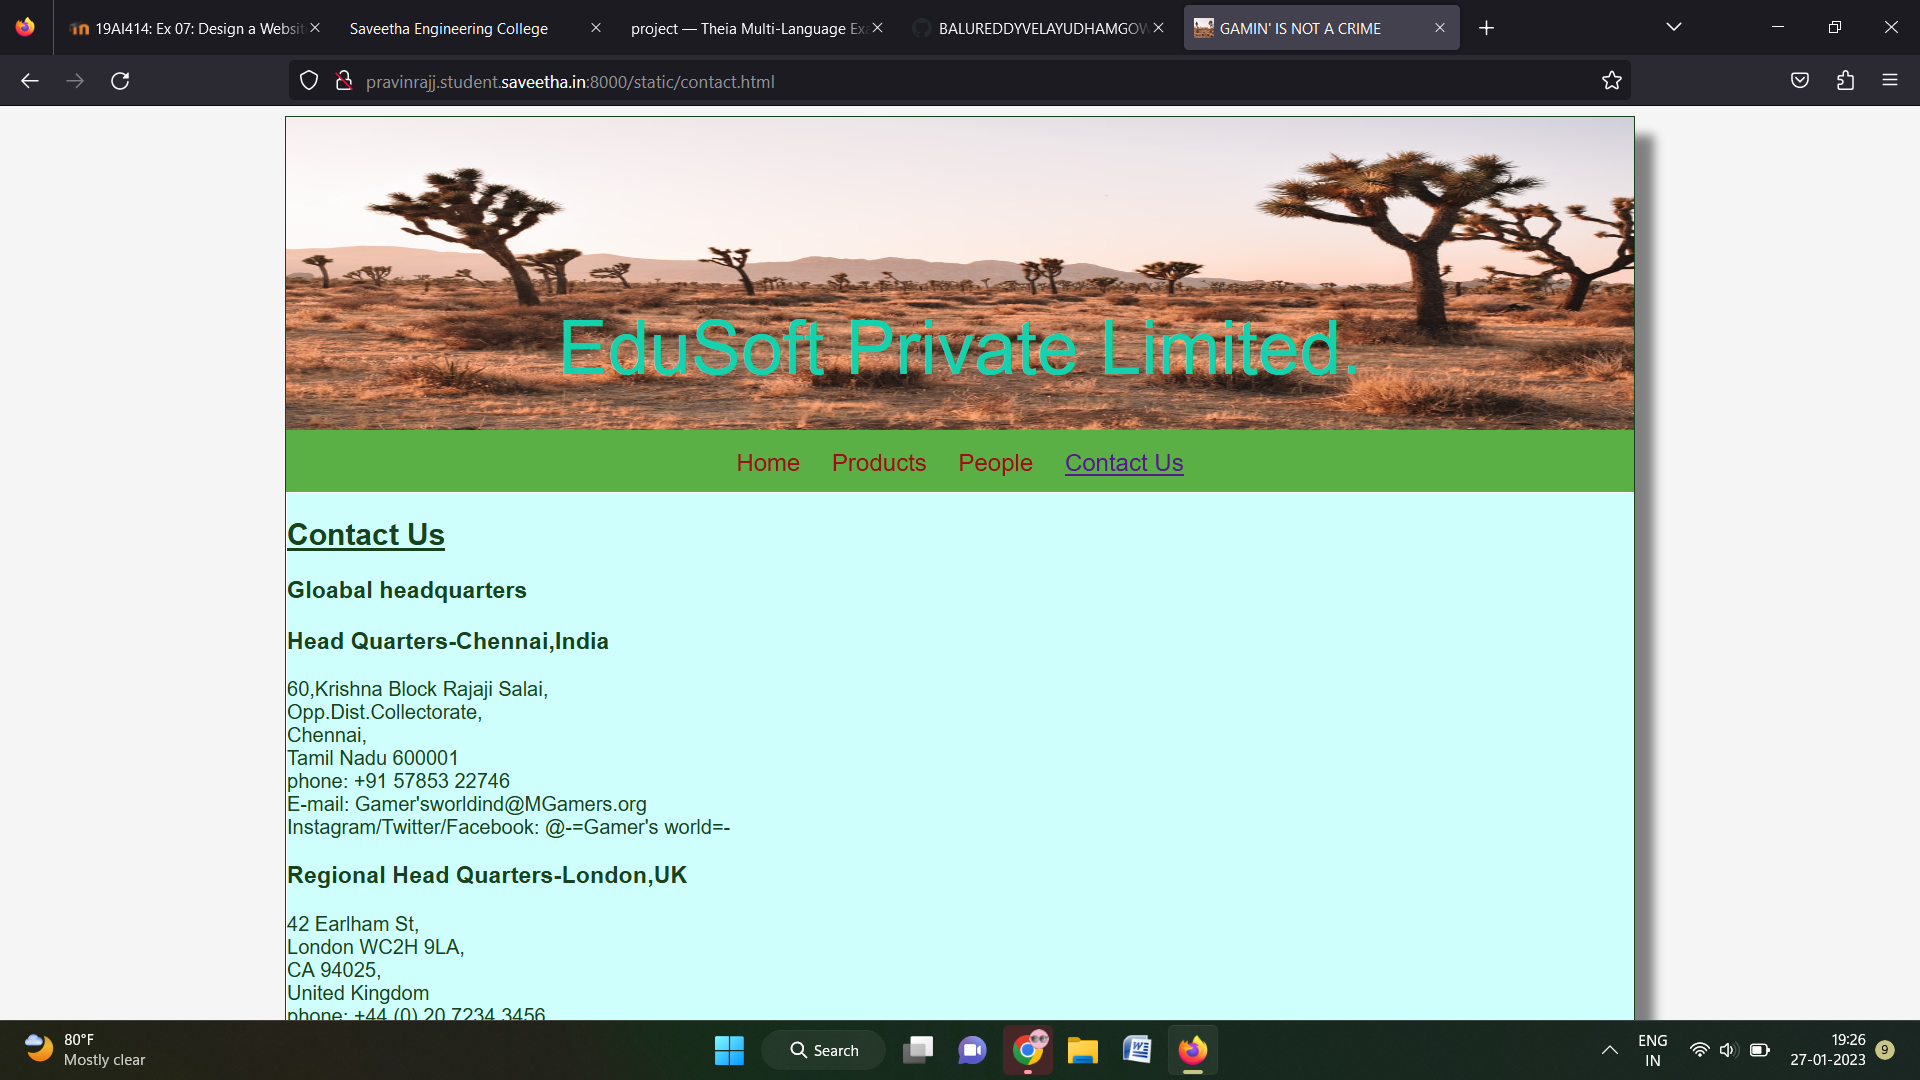 19AI414: Ex 07: Design a Websit
Saveetha Engineering College
project — Theia Multi-Language Exa
BALUREDDYVELAYUDHAMGOW
GAMIN' IS NOT A CRIME
pravinrajj.student.saveetha.in:8000/static/contact.html
EduSoft Private Limited.
Home Products People Contact Us
Contact Us
Gloabal headquarters
Head Quarters-Chennai,India
60,Krishna Block Rajaji Salai,
Opp.Dist.Collectorate,
Chennai,
Tamil Nadu 600001
phone: +91 57853 22746
E-mail: Gamer'sworldind@MGamers.org
Instagram/Twitter/Facebook: @-=Gamer's world=-
Regional Head Quarters-London,UK
42 Earlham St,
London WC2H 9LA,
CA 94025,
United Kingdom
phone: +44 (0) 20 7234 3456
80°F
Mostly clear
Search
ENG
IN
19:26
27-01-2023
9